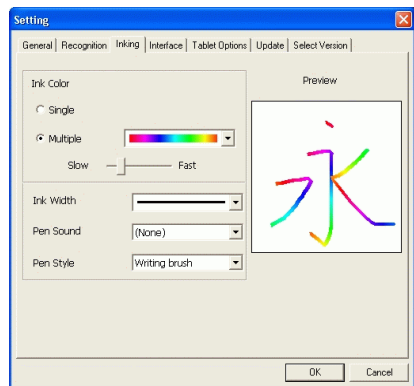 Setting
General Recognition Inking Interface Tablet Options Update Select Version
Ink Color
Single
Multiple
Slow Fast
Ink Width
Pen Sound (None)
Pen Style Writing brush
Preview
永
OK Cancel